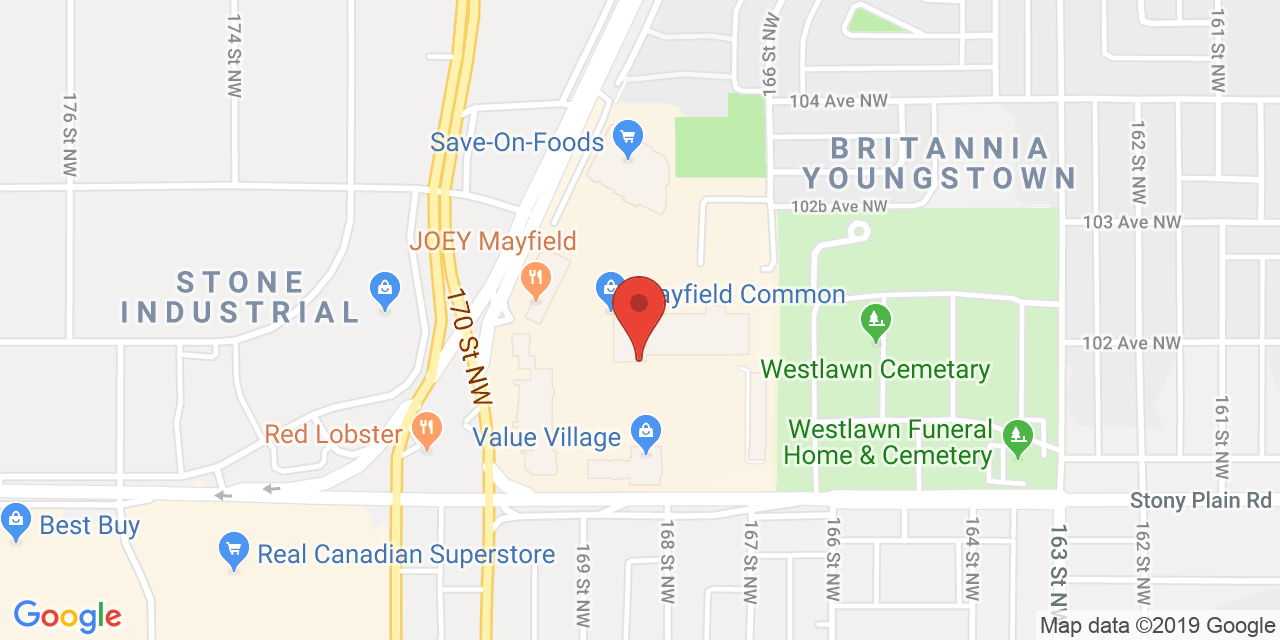 174 St NW
176 St NW
166 St NW
161 St NW
104 Ave NW
162 St NW
Save-On-Foods
BRITANNIA
YOUNGSTOWN
102b Ave NW
103 Ave NW
JOEY Mayfield
STONE
INDUSTRIAL
ayfield Common
170 St NW
102 Ave NW
Westlawn Cemetary
161 St NW
Red Lobster
Value Village
Westlawn Funeral
Home & Cemetery
Stony Plain Rd
Best Buy
Real Canadian Superstore
169 St NW
168 St NW
167 St NW
166 St NW
164 St NW
163 St NW
162 St NW
Google
Map data ©2019 Google